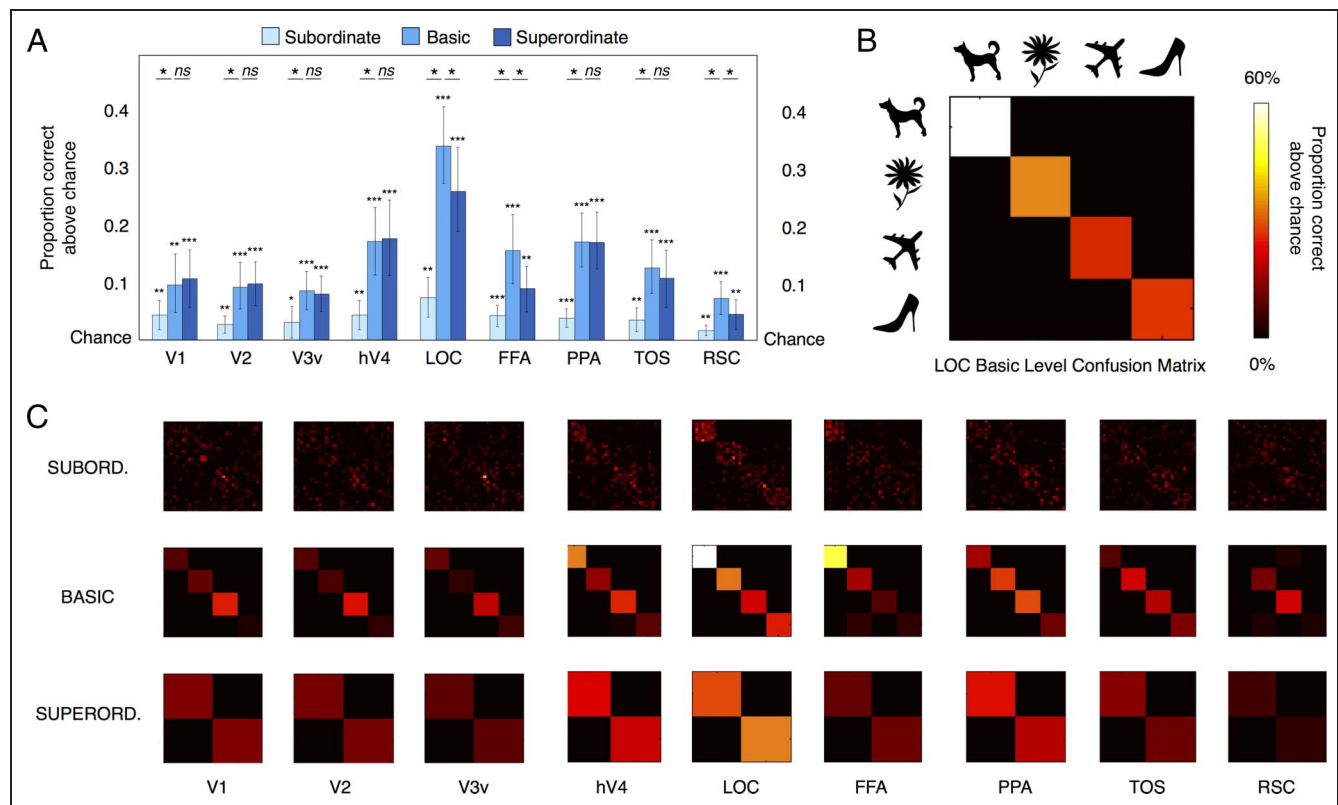 A
Subordinate Basic Superordinate
* ns * ns * ns * ns * * * * * ns * ns * *
Proportion correct
above chance
0.4
0.3
0.2
0.1
Chance
** ** ***
** *** ***
* *** ***
** *** ***
** *** ***
*** *** **
*** *** ***
** *** ***
** *** **
0.4
0.3
0.2
0.1
Chance
V1 V2 V3v hV4 LOC FFA PPA TOS RSC
B
LOC Basic Level Confusion Matrix
60%
Proportion correct
above chance
0%
C
SUBORD.
BASIC
SUPERORD.
V1 V2 V3v hV4 LOC FFA PPA TOS RSC